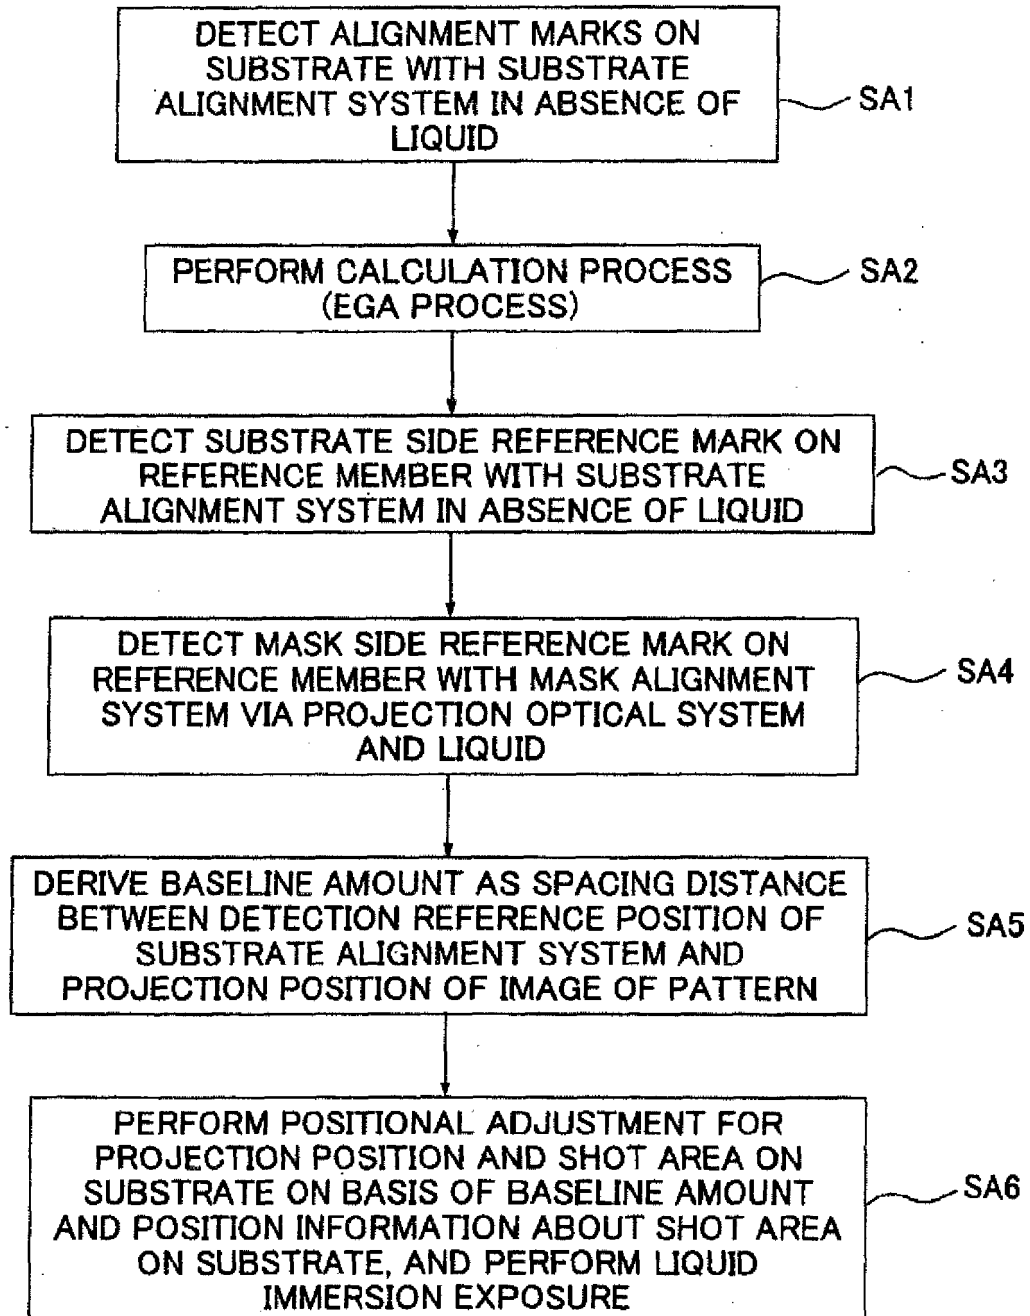 DETECT ALIGNMENT MARKS ON
SUBSTRATE WITH SUBSTRATE
ALIGNMENT SYSTEM IN ABSENCE OF
LIQUID
SA1
PERFORM CALCULATION PROCESS
(EGA PROCESS)
SA2
DETECT SUBSTRATE SIDE REFERENCE MARK ON
REFERENCE MEMBER WITH SUBSTRATE
ALIGNMENT SYSTEM IN ABSENCE OF LIQUID
SA3
DETECT MASK SIDE REFERENCE MARK ON
REFERENCE MEMBER WITH MASK ALIGNMENT
SYSTEM VIA PROJECTION OPTICAL SYSTEM
AND LIQUID
SA4
DERIVE BASELINE AMOUNT AS SPACING DISTANCE
BETWEEN DETECTION REFERENCE POSITION OF
SUBSTRATE ALIGNMENT SYSTEM AND
PROJECTION POSITION OF IMAGE OF PATTERN
SA5
PERFORM POSITIONAL ADJUSTMENT FOR
PROJECTION POSITION AND SHOT AREA ON
SUBSTRATE ON BASIS OF BASELINE AMOUNT
AND POSITION INFORMATION ABOUT SHOT AREA
ON SUBSTRATE, AND PERFORM LIQUID
IMMERSION EXPOSURE
SA6